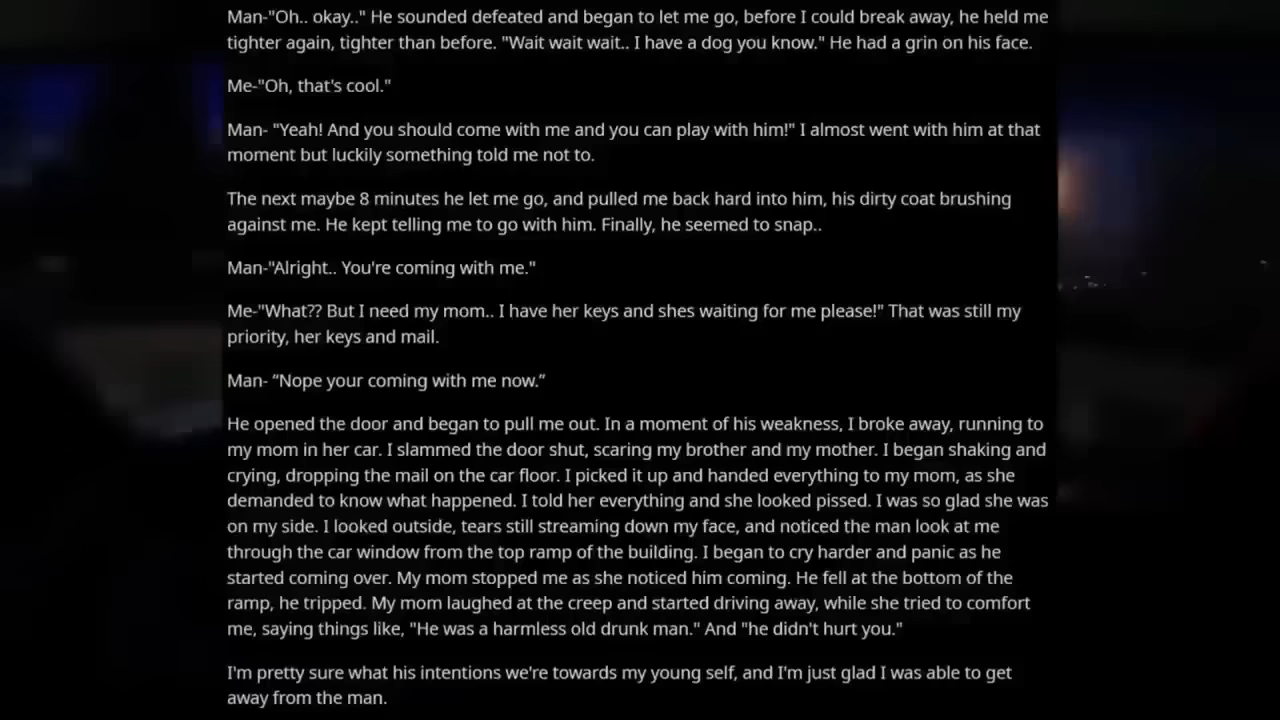 Man-"Oh.. okay.." He sounded defeated and began to let me go, before I could break away, he held me
tighter again, tighter than before. "Wait wait wait.. I have a dog you know." He had a grin on his face.
Me-"Oh, that's cool."
Man- "Yeah! And you should come with me and you can play with him!" I almost went with him at that
moment but luckily something told me not to.
The next maybe 8 minutes he let me go, and pulled me back hard into him, his dirty coat brushing
against me. He kept telling me to go with him. Finally, he seemed to snap..
Man-"Alright.. You're coming with me."
Me-"What?? But I need my mom.. I have her keys and shes waiting for me please!" That was still my
priority, her keys and mail.
Man- “Nope your coming with me now.”
He opened the door and began to pull me out. In a moment of his weakness, I broke away, running to
my mom in her car. I slammed the door shut, scaring my brother and my mother. I began shaking and
crying, dropping the mail on the car floor. I picked it up and handed everything to my mom, as she
demanded to know what happened. I told her everything and she looked pissed. I was so glad she was
on my side. I looked outside, tears still streaming down my face, and noticed the man look at me
through the car window from the top ramp of the building. I began to cry harder and panic as he
started coming over. My mom stopped me as she noticed him coming. He fell at the bottom of the
ramp, he tripped. My mom laughed at the creep and started driving away, while she tried to comfort
me, saying things like, "He was a harmless old drunk man." And "he didn't hurt you."
I'm pretty sure what his intentions we're towards my young self, and I'm just glad I was able to get
away from the man.